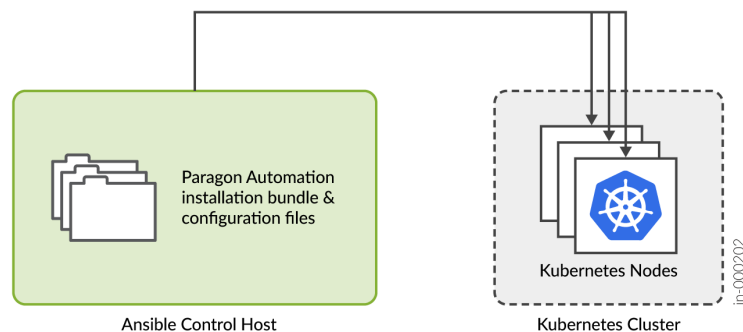 Paragon Automation
installation bundle &
configuration files
Kubernetes Nodes
Ansible Control Host
Kubernetes Cluster
jn-000202